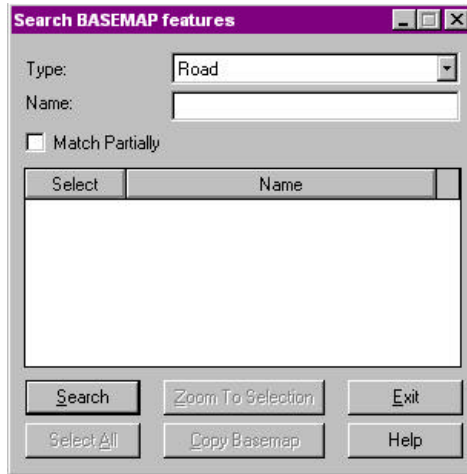 Search BASEMAP features
Type: Road
Name:
Match Partially
Select Name
Search Zoom To Selection Exit
Select All Copy Basemap Help